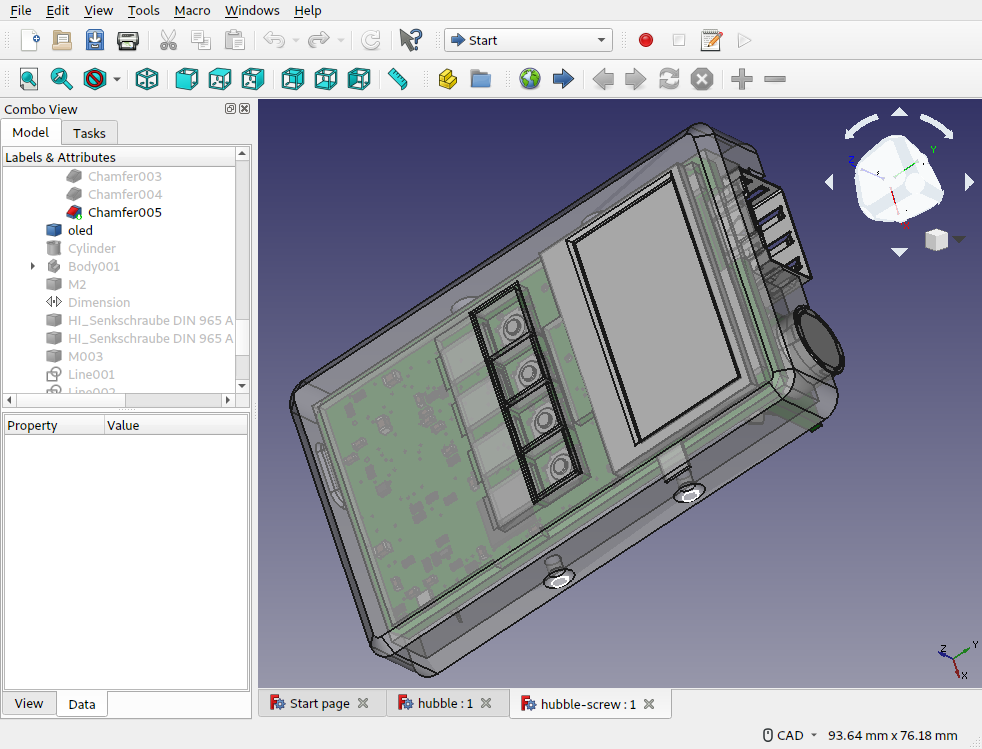 File Edit View Tools Macro Windows Help
Start
Combo View
Model Tasks
Labels & Attributes
Chamfer003
Chamfer004
Chamfer005
oled
Cylinder
Body001
M2
Dimension
HI_Senkschraube DIN 965 A
HI_Senkschraube DIN 965 A
M003
Line001
Line002
Property Value
View Data
Z Y
Z Y
X
Start page hubble : 1 hubble-screw : 1
CAD 93.64 mm x 76.18 mm